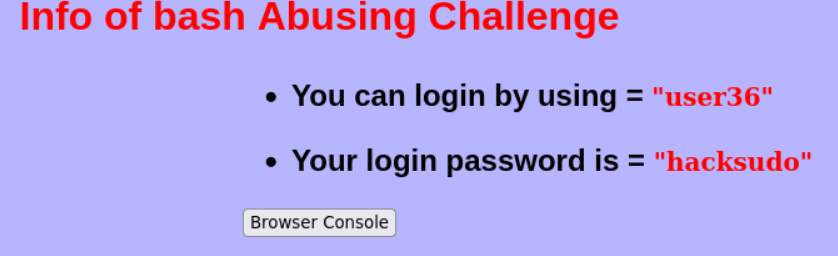 Info of bash Abusing Challenge
• You can login by using = "user36"
• Your login password is = "hacksudo"
Browser Console